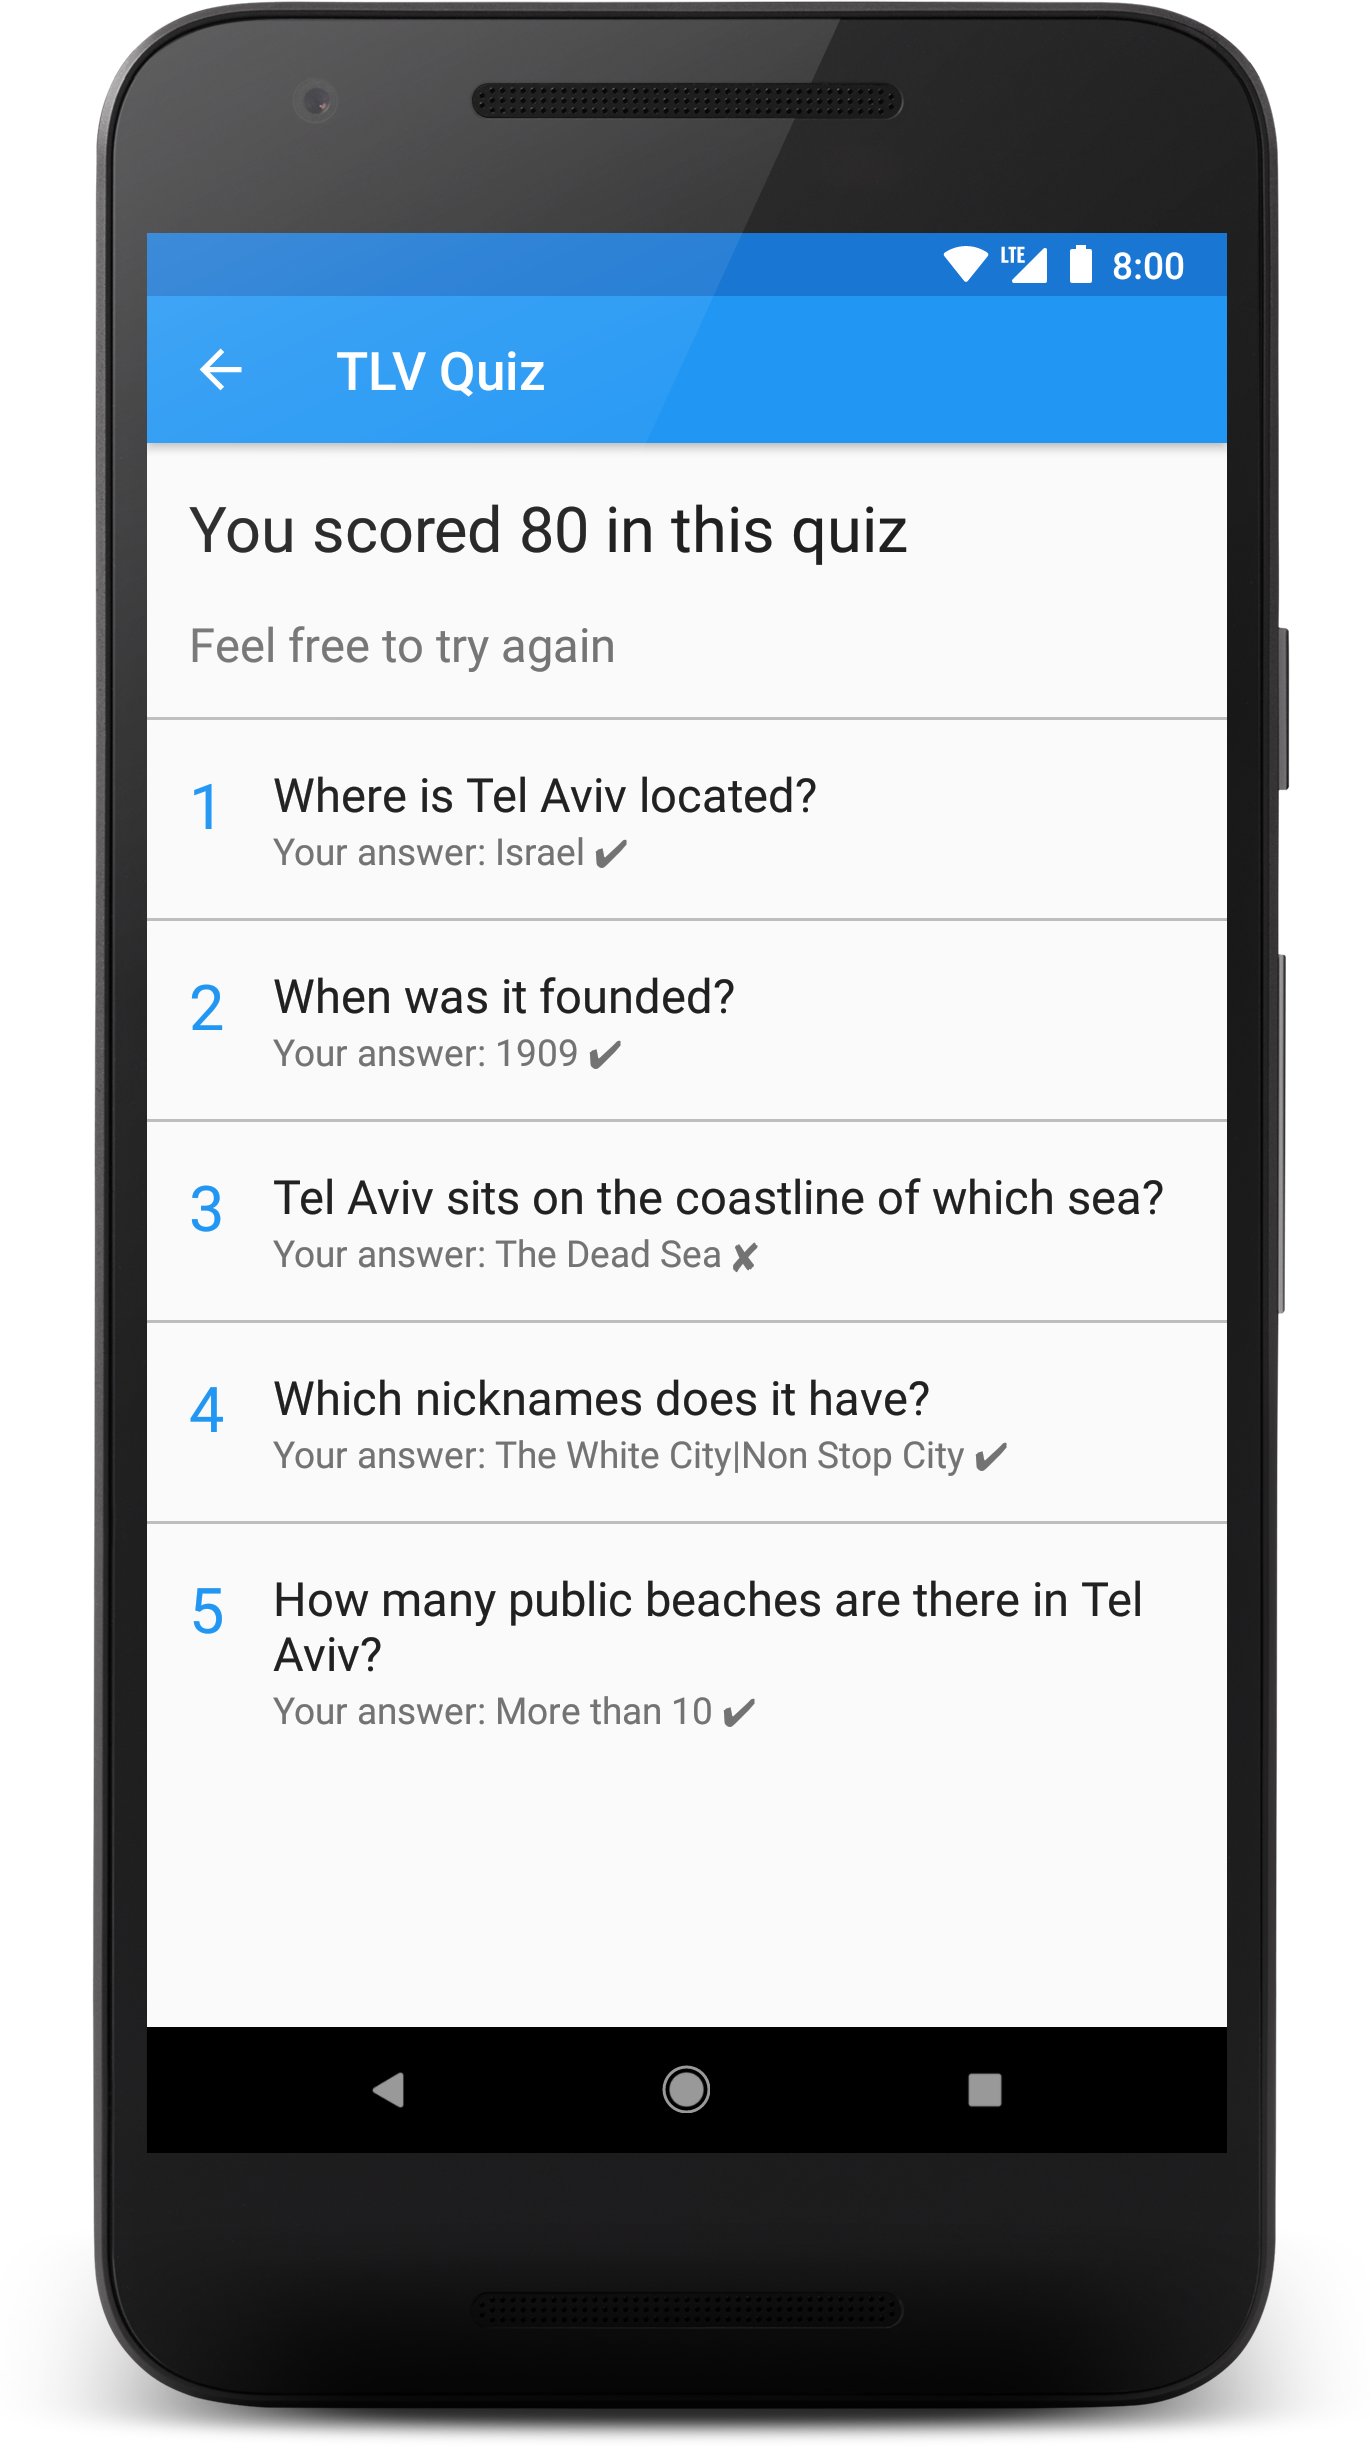 LTE 8:00
TLV Quiz
You scored 80 in this quiz
Feel free to try again
1 Where is Tel Aviv located?
Your answer: Israel ✔
2 When was it founded?
Your answer: 1909 ✔
3 Tel Aviv sits on the coastline of which sea?
Your answer: The Dead Sea ✘
4 Which nicknames does it have?
Your answer: The White City|Non Stop City ✔
5 How many public beaches are there in Tel
Aviv?
Your answer: More than 10 ✔